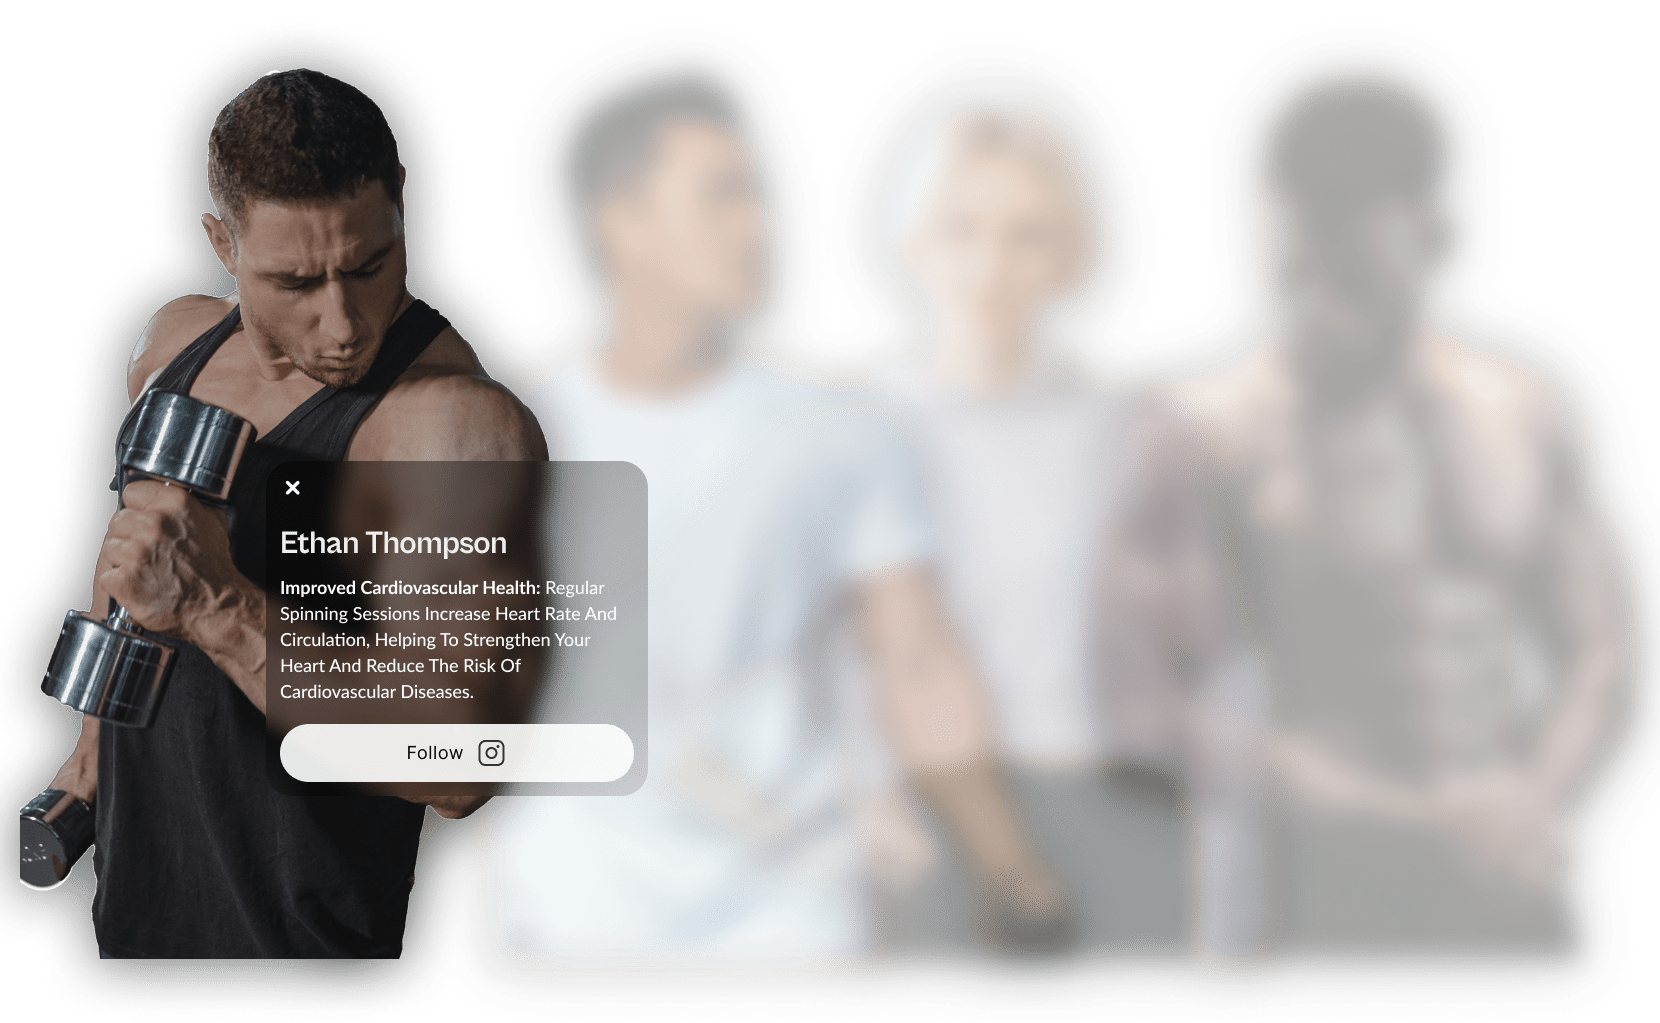 Ethan Thompson
Improved Cardiovascular Health: Regular
Spinning Sessions Increase Heart Rate And
Circulation, Helping To Strengthen Your
Heart And Reduce The Risk Of
Cardiovascular Diseases.
Follow